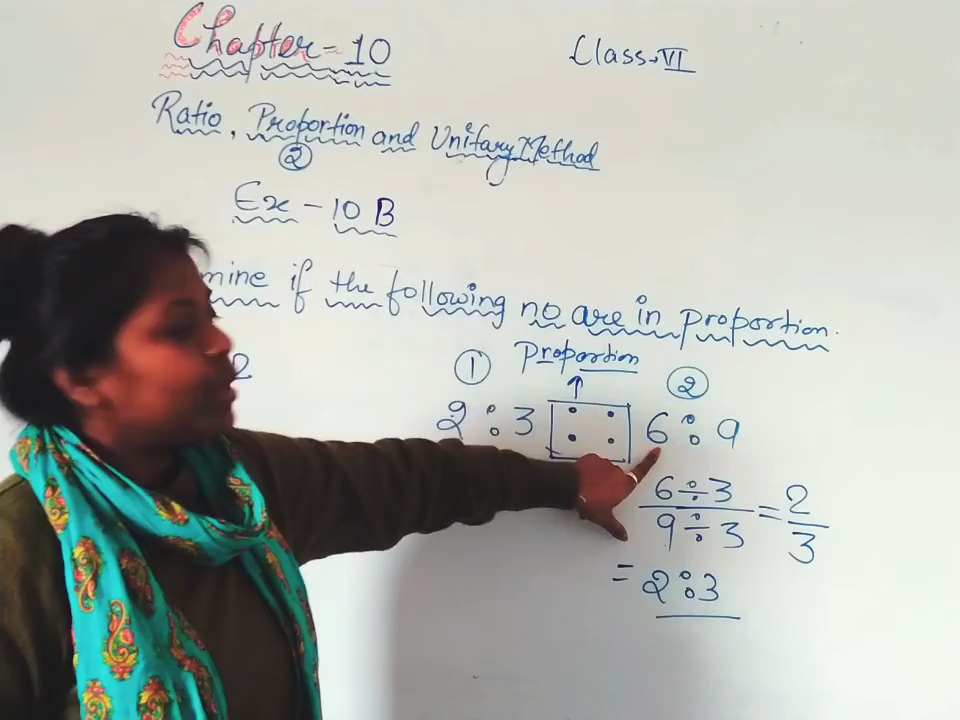 Chapter-10
Class-VI
Ratio, Proportion and Unitary Method
②
Ex - 10 B
mine if the following no are in proportion.
2
① Proportion ②
↑
2 : 3 :: 6 : 9
6÷3/9÷3 = 2/3
= 2:3